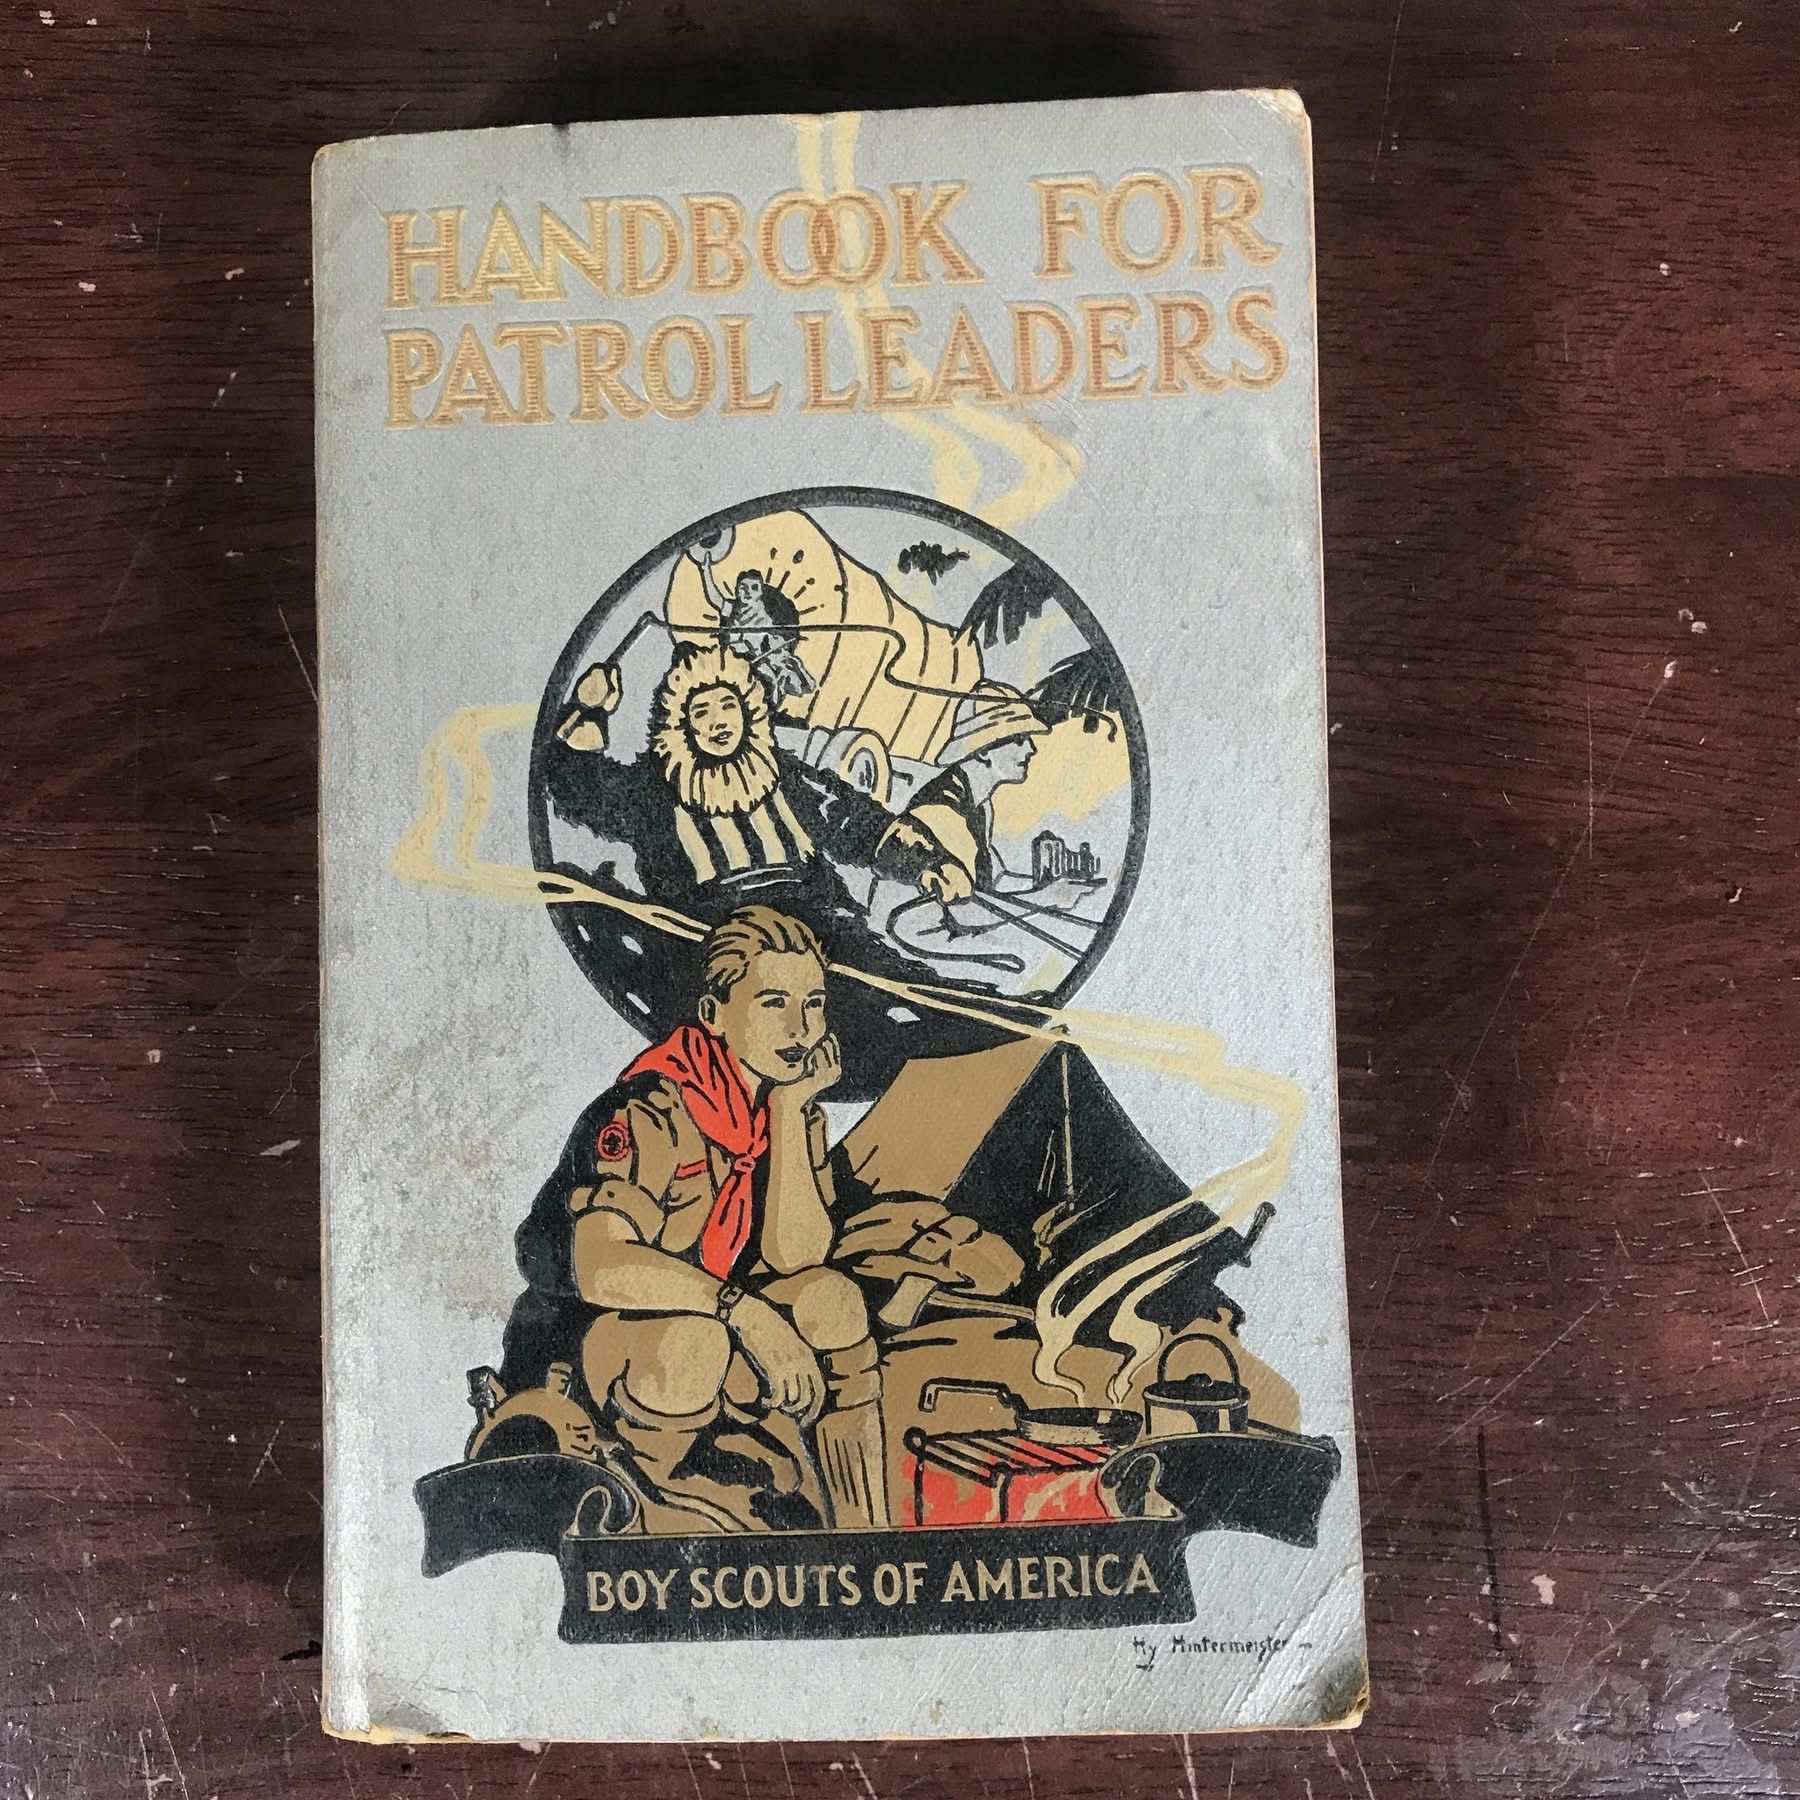 HANDBOOK FOR
PATROL LEADERS
BOY SCOUTS OF AMERICA
Hy Hintermeister